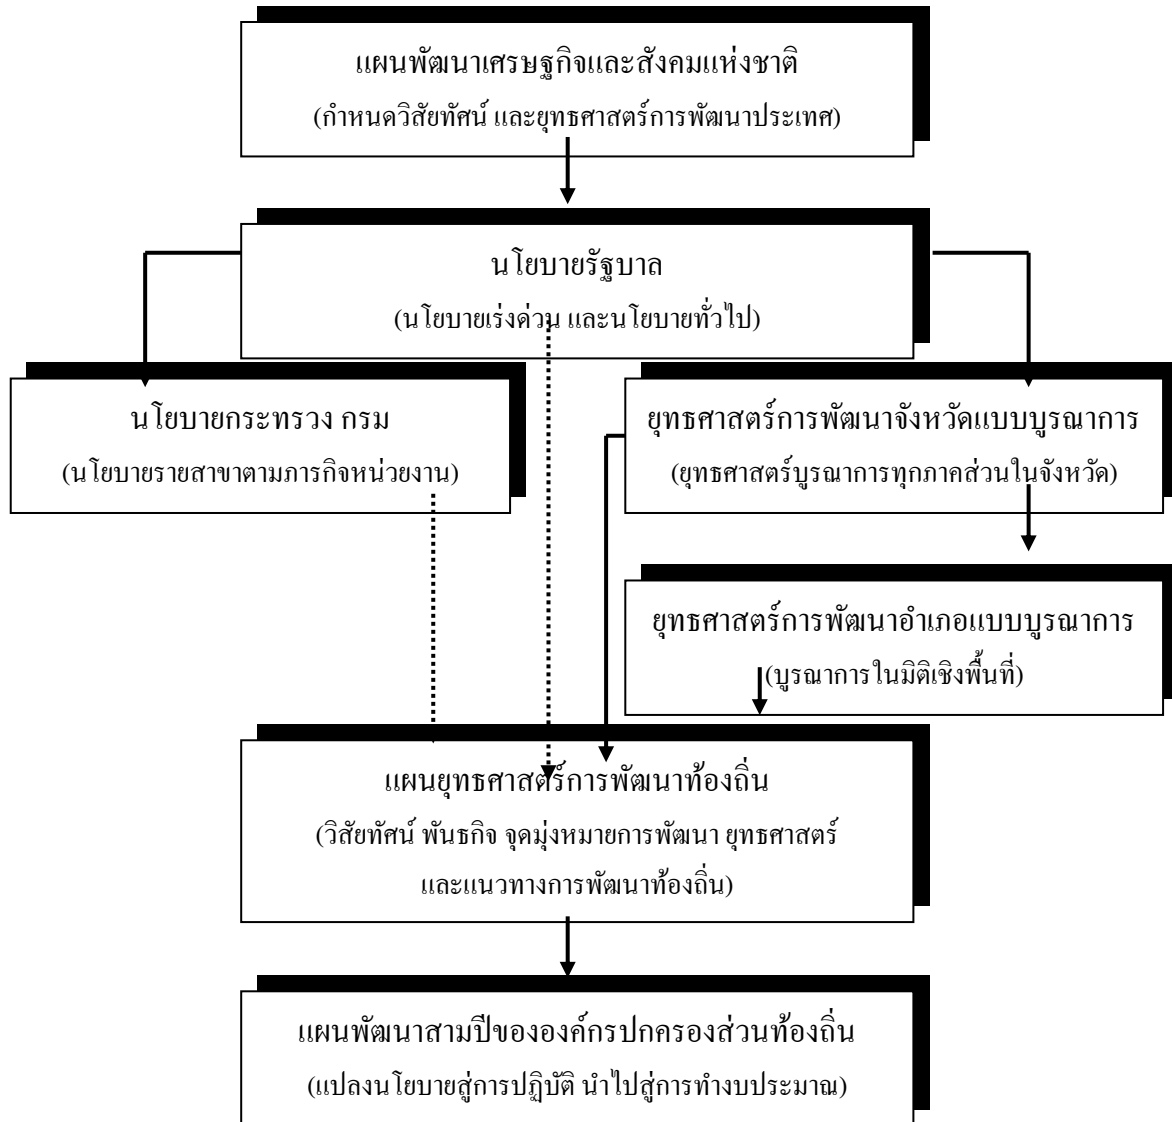 แผนพัฒนาเศรษฐกิจและสังคมแห่งชาติ
(กำหนดวิสัยทัศน์ และยุทธศาสตร์การพัฒนาประเทศ)
นโยบายรัฐบาล
(นโยบายเร่งด่วน และนโยบายทั่วไป)
นโยบายกระทรวง กรม
(นโยบายรายสาขาตามภารกิจหน่วยงาน)
ยุทธศาสตร์การพัฒนาจังหวัดแบบบูรณาการ
(ยุทธศาสตร์บูรณาการทุกภาคส่วนในจังหวัด)
ยุทธศาสตร์การพัฒนาอำเภอแบบบูรณาการ
(บูรณาการในมิติเชิงพื้นที่)
แผนยุทธศาสตร์การพัฒนาท้องถิ่น
(วิสัยทัศน์ พันธกิจ จุดมุ่งหมายการพัฒนา ยุทธศาสตร์
และแนวทางการพัฒนาท้องถิ่น)
แผนพัฒนาสามปีขององค์กรปกครองส่วนท้องถิ่น
(แปลงนโยบายสู่การปฏิบัติ นำไปสู่การทำงบประมาณ)